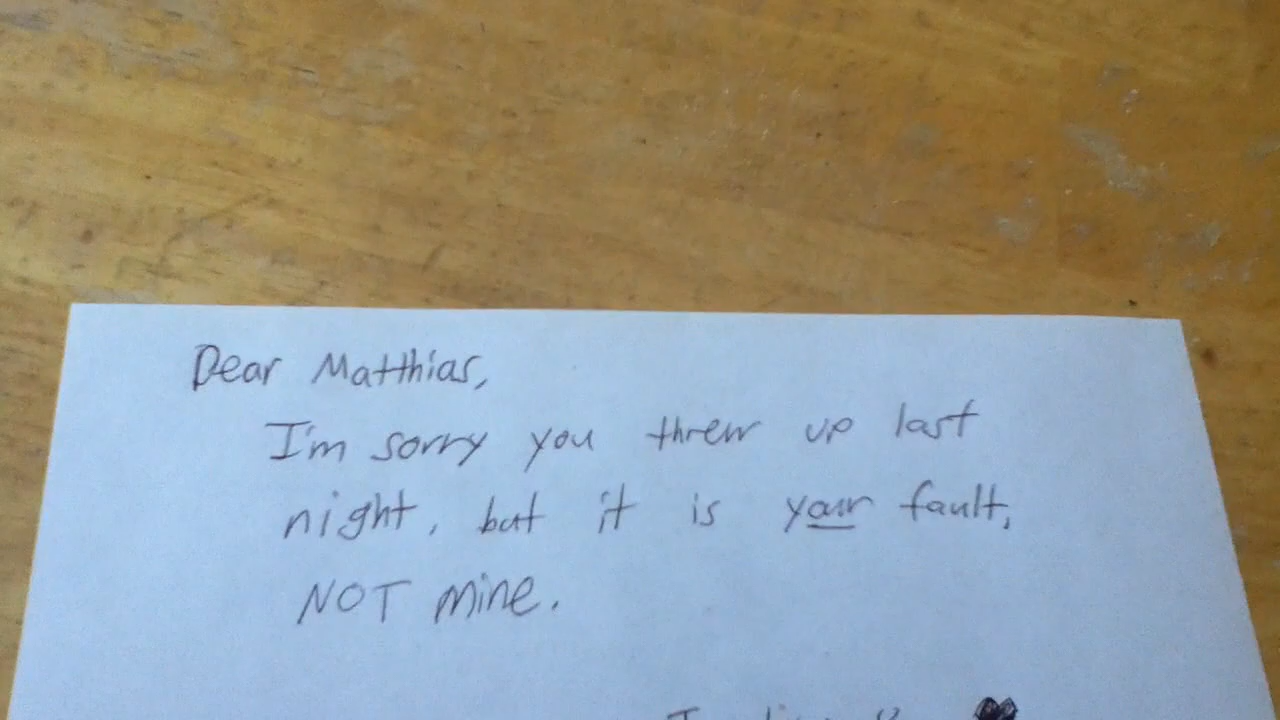 Dear Matthias,
I'm sorry you threw up last
night, but it is your fault,
NOT mine.